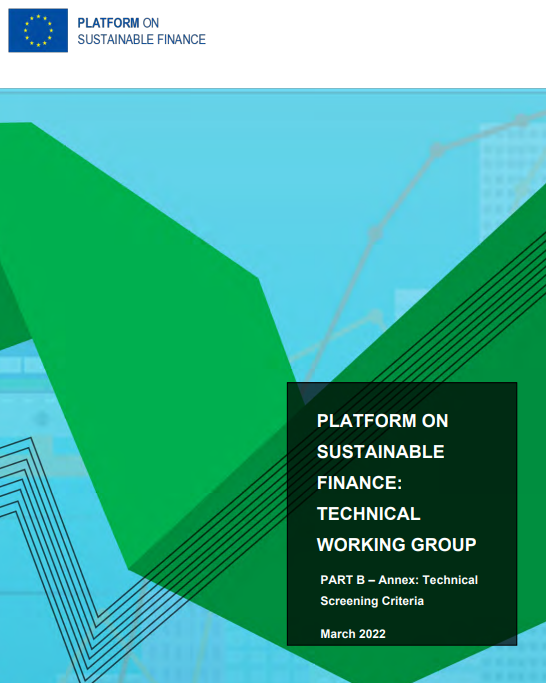 PLATFORM ON
SUSTAINABLE FINANCE
PLATFORM ON
SUSTAINABLE
FINANCE:
TECHNICAL
WORKING GROUP
PART B – Annex: Technical
Screening Criteria
March 2022